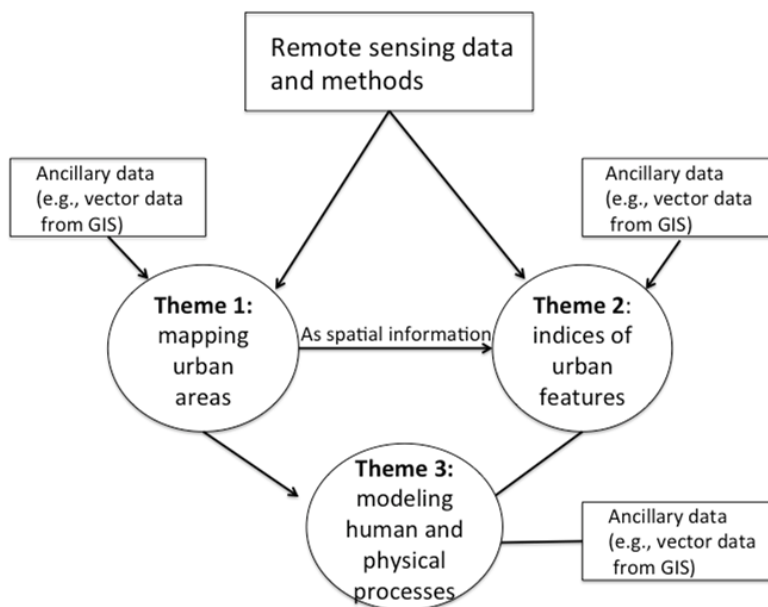 Remote sensing data
and methods
Ancillary data
(e.g., vector data
from GIS)
Ancillary data
(e.g., vector data
from GIS)
Theme 1:
mapping
urban
areas
As spatial information
Theme 2:
indices of
urban
features
Theme 3:
modeling
human and
physical
processes
Ancillary data
(e.g., vector data
from GIS)